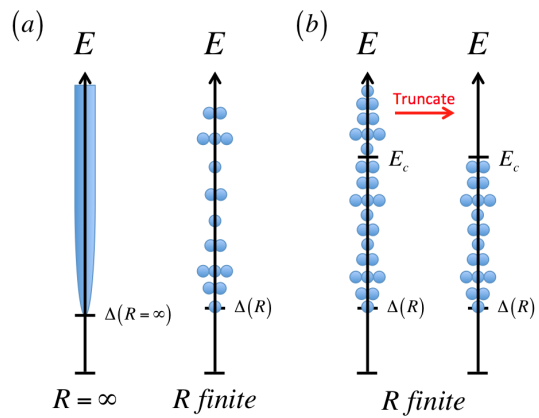 (a)
E
E
Δ(R = ∞)
Δ(R)
R = ∞
R finite
(b)
E
E
Truncate
E_c
E_c
Δ(R)
Δ(R)
R finite